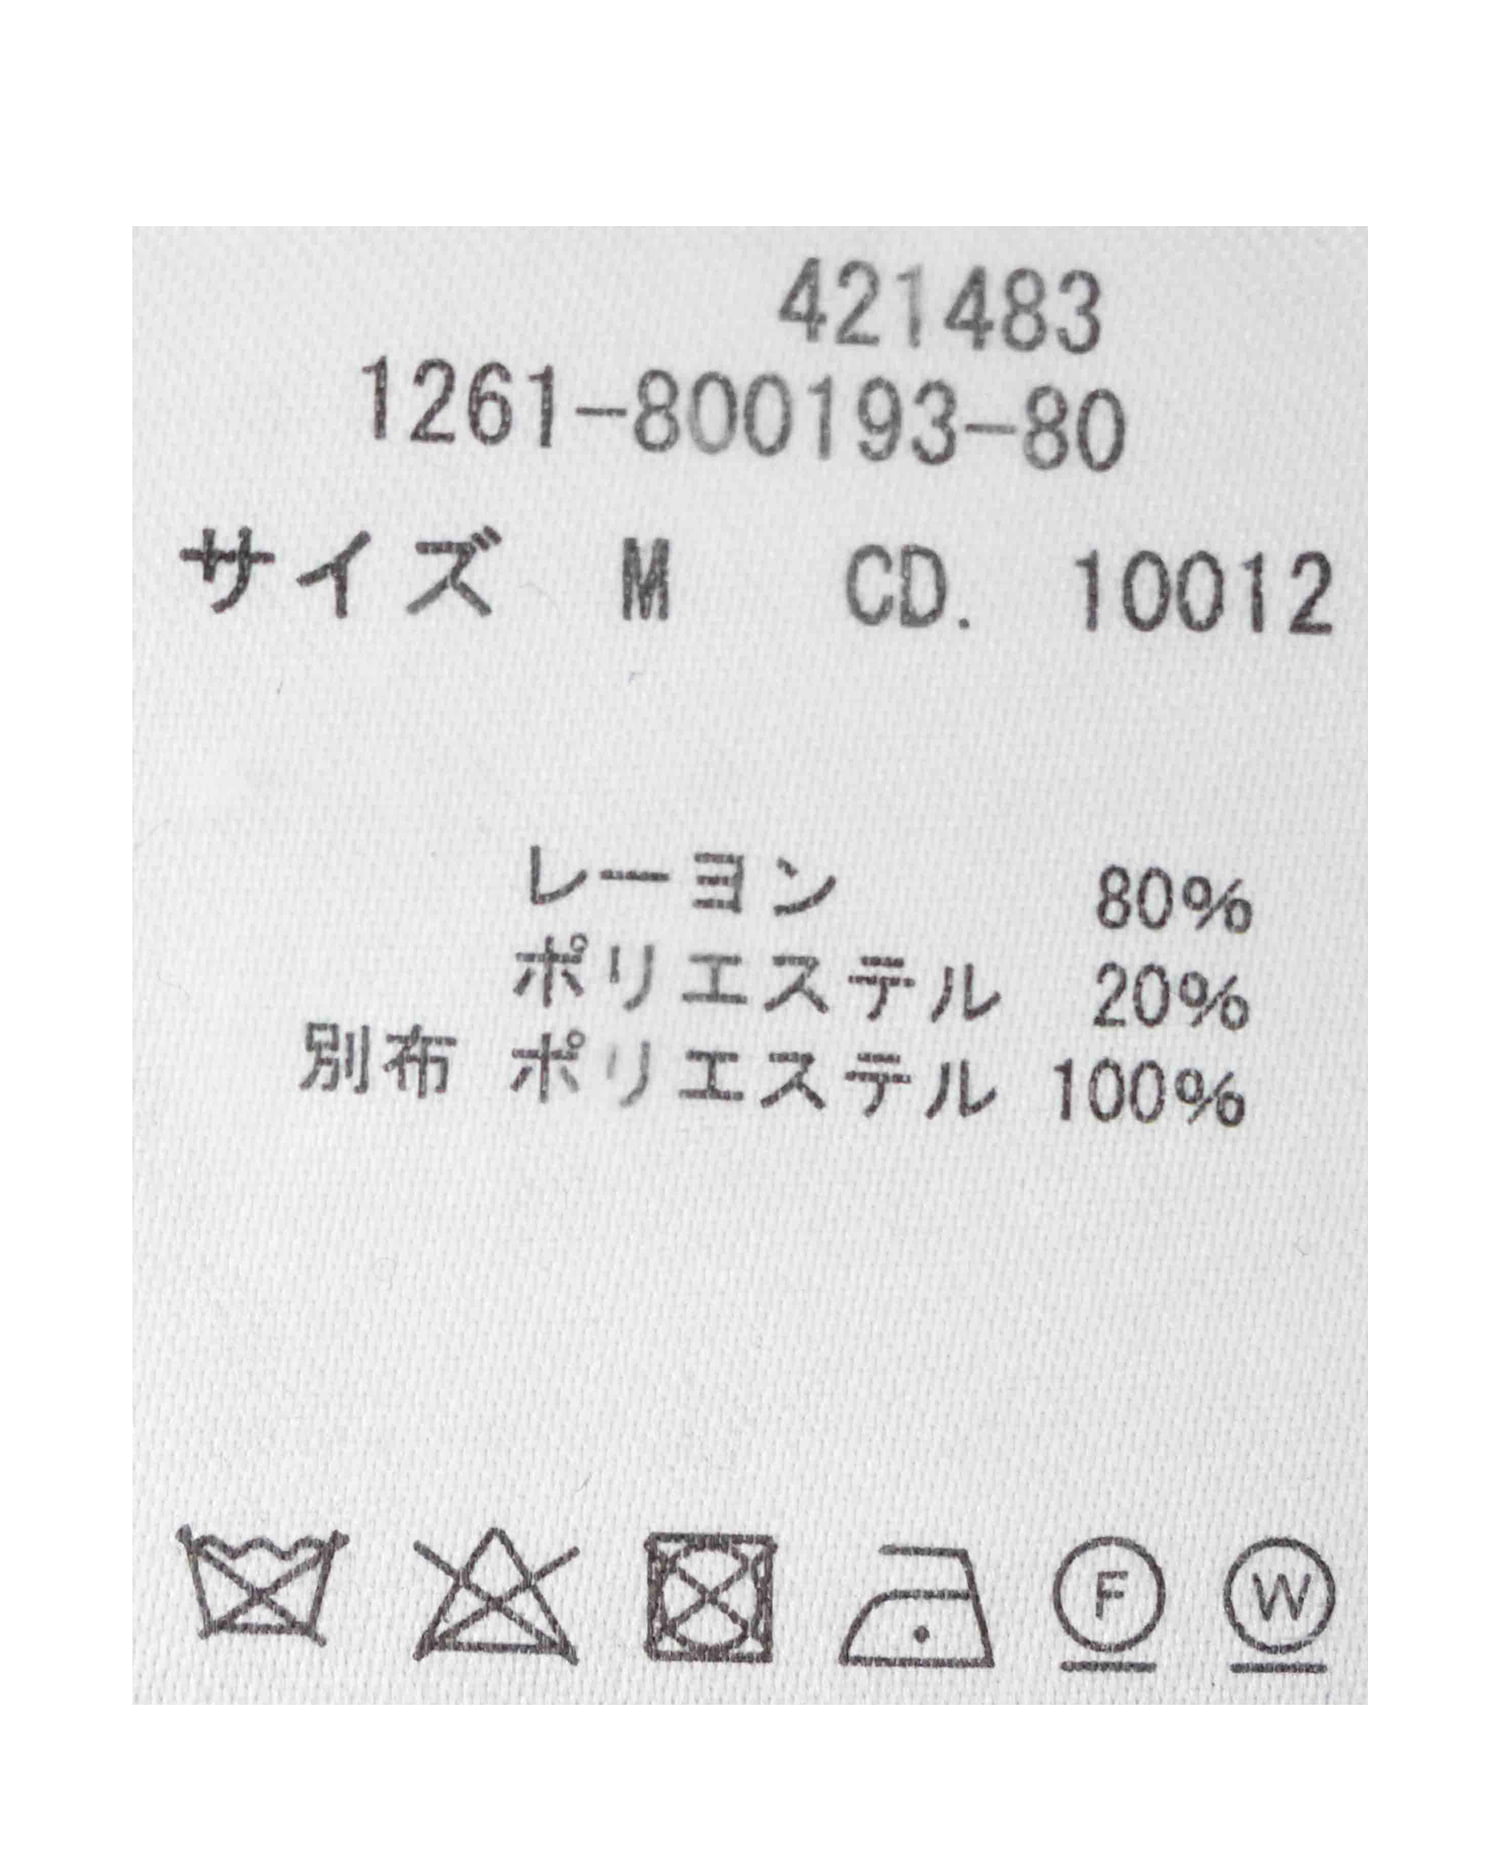 421483
1261-800193-80
サイズ M CD. 10012
レーヨン 80%
ポリエステル 20%
別布 ポリエステル 100%
F W